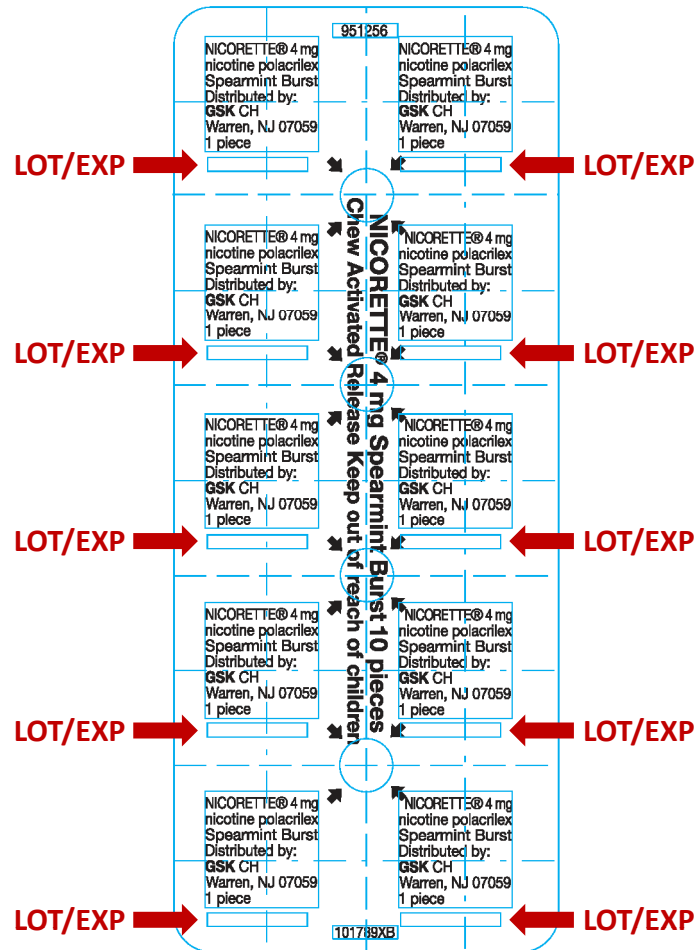 951256
NICORETTE® 4 mg
nicotine polacrilex
Spearmint Burst
Distributed by:
GSK CH
Warren, NJ 07059
1 piece
LOT/EXP
NICORETTE® 4 mg
nicotine polacrilex
Spearmint Burst
Distributed by:
GSK CH
Warren, NJ 07059
1 piece
LOT/EXP
NICORETTE® 4 mg Spearmint Burst 10 pieces
Chew Activated Release Keep out of reach of children
NICORETTE® 4 mg
nicotine polacrilex
Spearmint Burst
Distributed by:
GSK CH
Warren, NJ 07059
1 piece
LOT/EXP
NICORETTE® 4 mg
nicotine polacrilex
Spearmint Burst
Distributed by:
GSK CH
Warren, NJ 07059
1 piece
LOT/EXP
NICORETTE® 4 mg
nicotine polacrilex
Spearmint Burst
Distributed by:
GSK CH
Warren, NJ 07059
1 piece
LOT/EXP
NICORETTE® 4 mg
nicotine polacrilex
Spearmint Burst
Distributed by:
GSK CH
Warren, NJ 07059
1 piece
LOT/EXP
NICORETTE® 4 mg
nicotine polacrilex
Spearmint Burst
Distributed by:
GSK CH
Warren, NJ 07059
1 piece
LOT/EXP
NICORETTE® 4 mg
nicotine polacrilex
Spearmint Burst
Distributed by:
GSK CH
Warren, NJ 07059
1 piece
LOT/EXP
NICORETTE® 4 mg
nicotine polacrilex
Spearmint Burst
Distributed by:
GSK CH
Warren, NJ 07059
1 piece
LOT/EXP
NICORETTE® 4 mg
nicotine polacrilex
Spearmint Burst
Distributed by:
GSK CH
Warren, NJ 07059
1 piece
LOT/EXP
101789XB